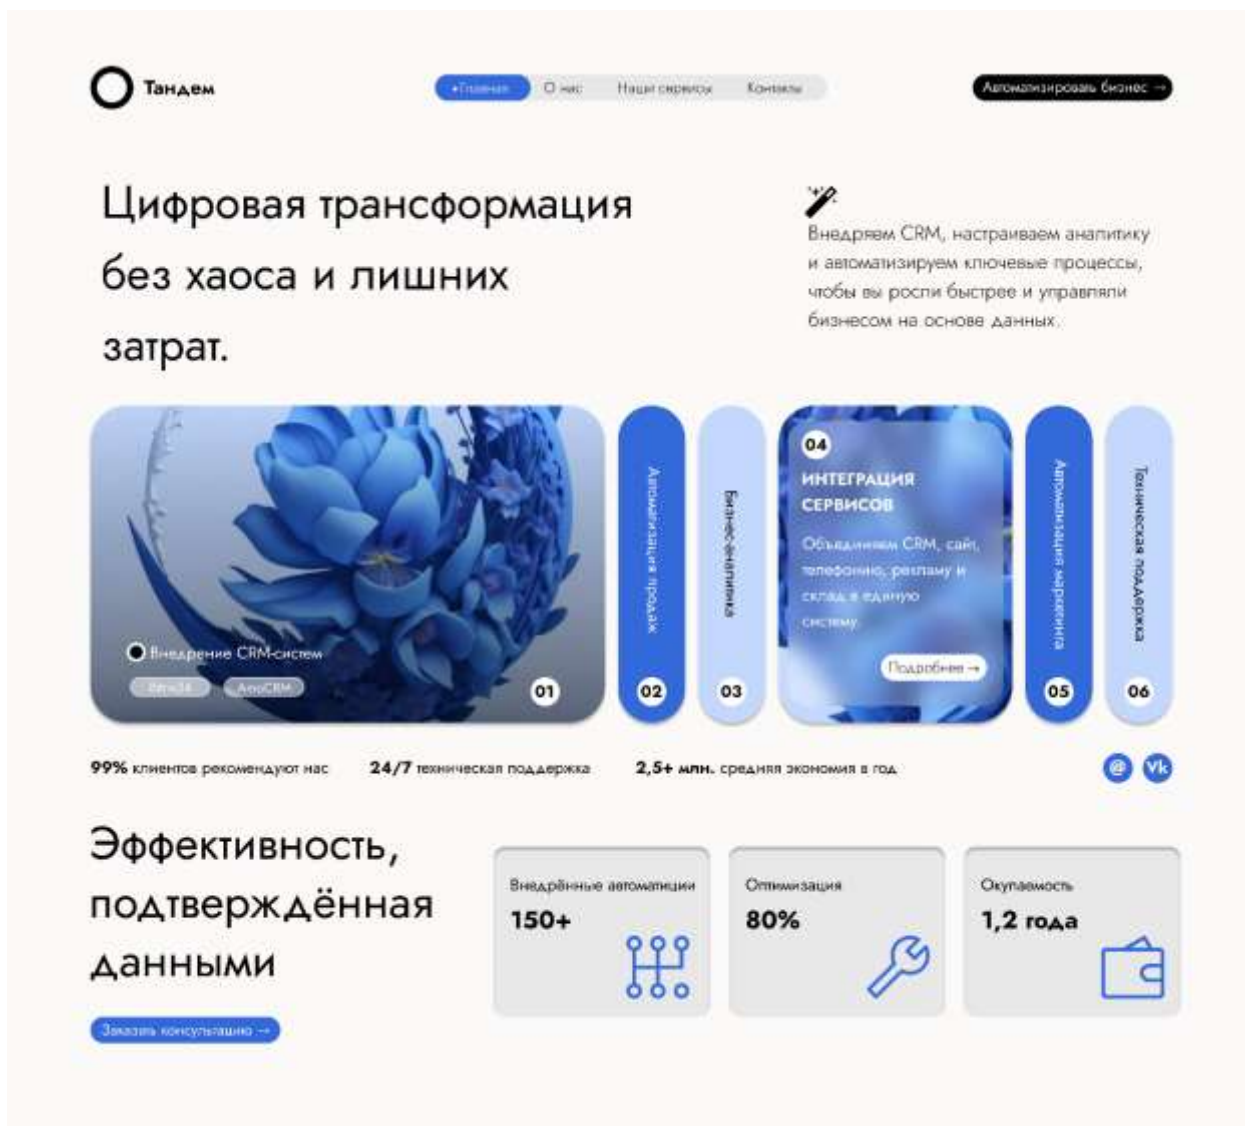 Тандем
•Главная
О нас
Наши сервисы
Контакты
Автоматизировать бизнес →
Цифровая трансформация
без хаоса и лишних
затрат.
Внедряем CRM, настраиваем аналитику
и автоматизируем ключевые процессы,
чтобы вы росли быстрее и управляли
бизнесом на основе данных.
Внедрение CRM-систем
Bitrix24
AmoCRM
01
Автоматизация продаж
02
Бизнес-аналитика
03
04
ИНТЕГРАЦИЯ
СЕРВИСОВ
Объединяем CRM, сайт,
телефонию, рекламу и
склад в единую
систему.
Подробнее →
Автоматизация маркетинга
05
Техническая поддержка
06
99% клиентов рекомендуют нас
24/7 техническая поддержка
2,5+ млн. средняя экономия в год
@
Vk
Эффективность,
подтверждённая
данными
Заказать консультацию →
Внедрённые автоматиции
150+
Оптимизация
80%
Окупаемость
1,2 года